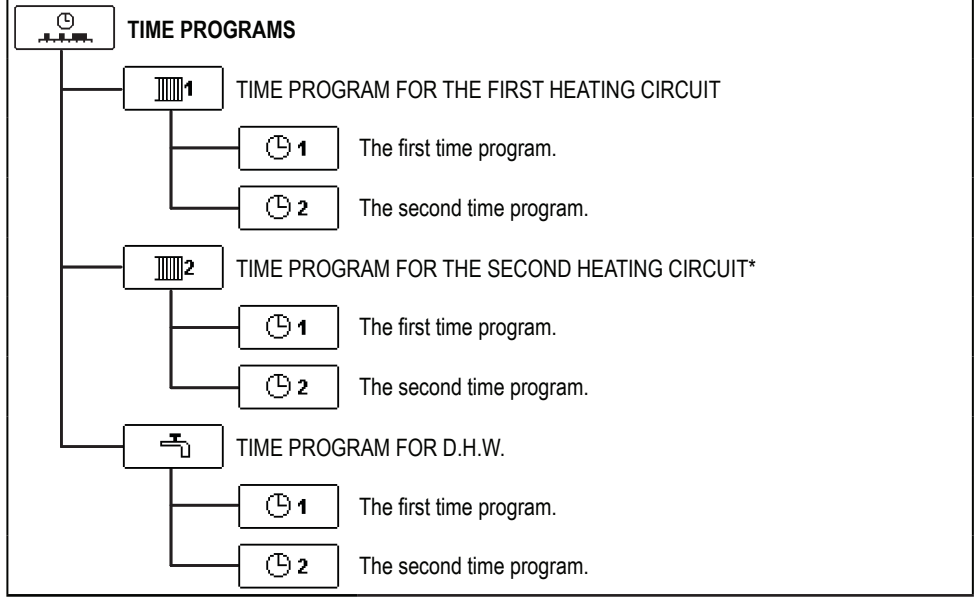 TIME PROGRAMS
1 TIME PROGRAM FOR THE FIRST HEATING CIRCUIT
1 The first time program.
2 The second time program.
2 TIME PROGRAM FOR THE SECOND HEATING CIRCUIT*
1 The first time program.
2 The second time program.
TIME PROGRAM FOR D.H.W.
1 The first time program.
2 The second time program.